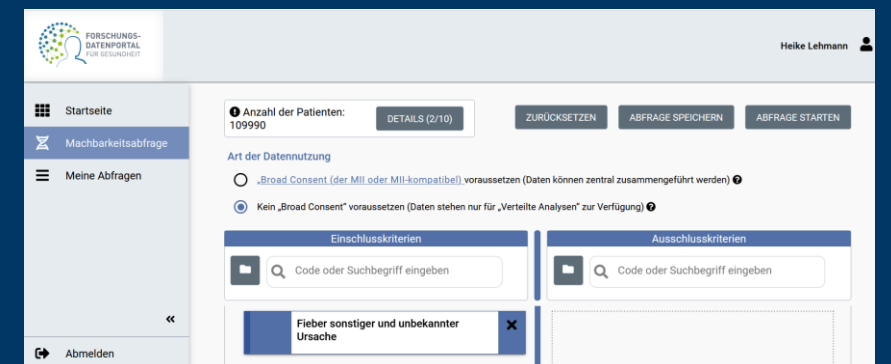 FORSCHUNGS-
DATENPORTAL
FÜR GESUNDHEIT
Heike Lehmann
Startseite
Machbarkeitsabfrage
Meine Abfragen
«
Abmelden
Anzahl der Patienten:
109990
DETAILS (2/10)
ZURÜCKSETZEN
ABFRAGE SPEICHERN
ABFRAGE STARTEN
Art der Datennutzung
„Broad Consent (der MII oder MII-kompatibel) voraussetzen (Daten können zentral zusammengeführt werden)
Kein „Broad Consent“ voraussetzen (Daten stehen nur für „Verteilte Analysen“ zur Verfügung)
Einschlusskriterien
Code oder Suchbegriff eingeben
Fieber sonstiger und unbekannter
Ursache
Ausschlusskriterien
Code oder Suchbegriff eingeben